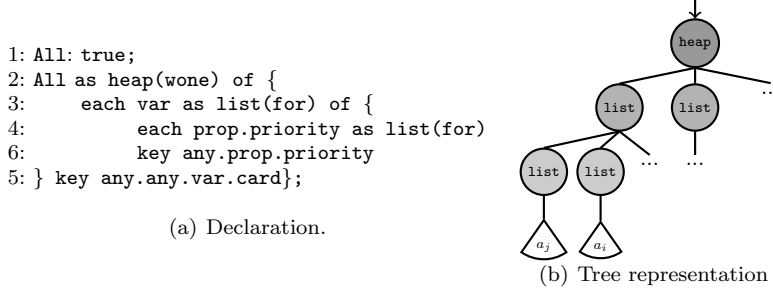 1: All: true;
2: All as heap(wone) of {
3: each var as list(for) of {
4: each prop.priority as list(for)
6: key any.prop.priority
5: } key any.any.var.card};
(a) Declaration.
heap
..
list list
... ...
list list
a_j a_i
(b) Tree representation